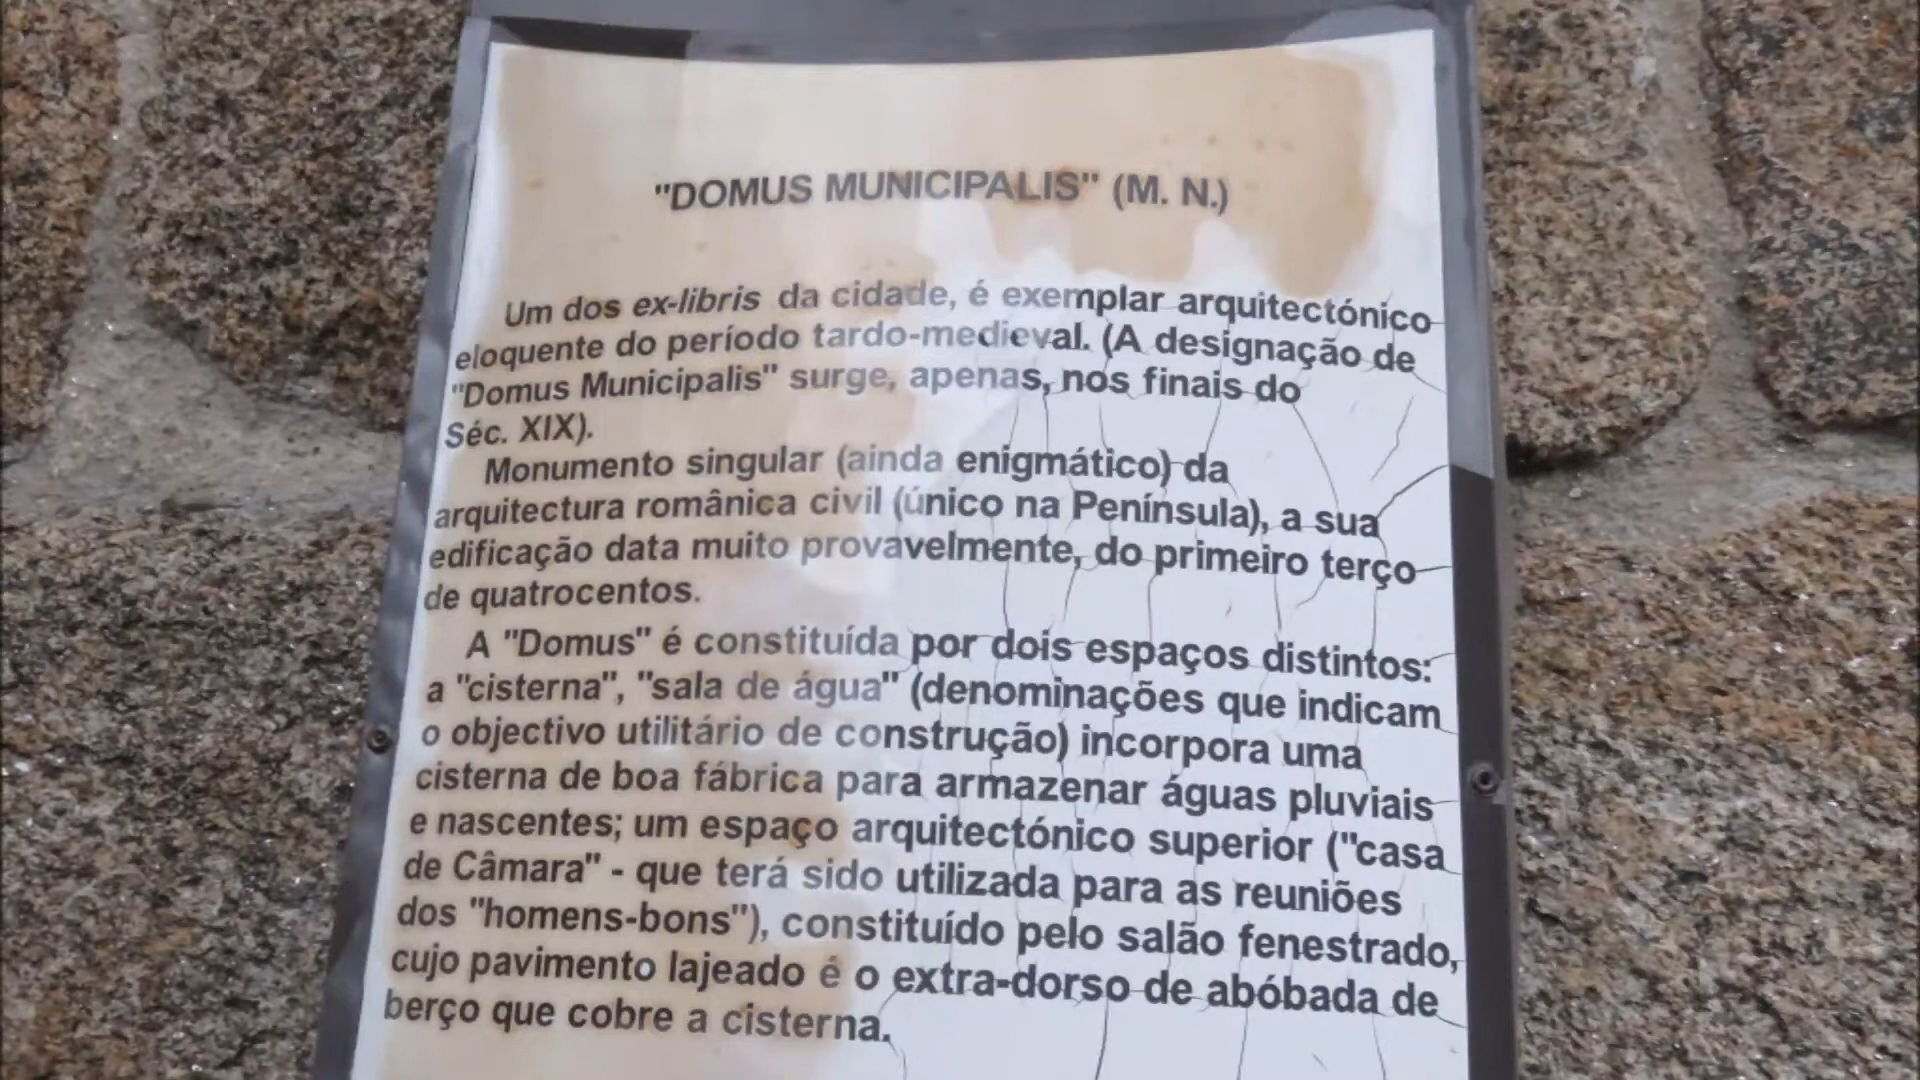 "DOMUS MUNICIPALIS" (M. N.)
Um dos ex-libris da cidade, é exemplar arquitectónico
eloquente do período tardo-medieval. (A designação de
"Domus Municipalis" surge, apenas, nos finais do
Séc. XIX).
Monumento singular (ainda enigmático) da
arquitectura românica civil (único na Península), a sua
edificação data muito provavelmente, do primeiro terço
de quatrocentos.
A "Domus" é constituída por dois espaços distintos:
a "cisterna", "sala de água" (denominações que indicam
o objectivo utilitário de construção) incorpora uma
cisterna de boa fábrica para armazenar águas pluviais
e nascentes; um espaço arquitectónico superior ("casa
de Câmara" - que terá sido utilizada para as reuniões
dos "homens-bons"), constituído pelo salão fenestrado,
cujo pavimento lajeado é o extra-dorso de abóbada de
berço que cobre a cisterna.